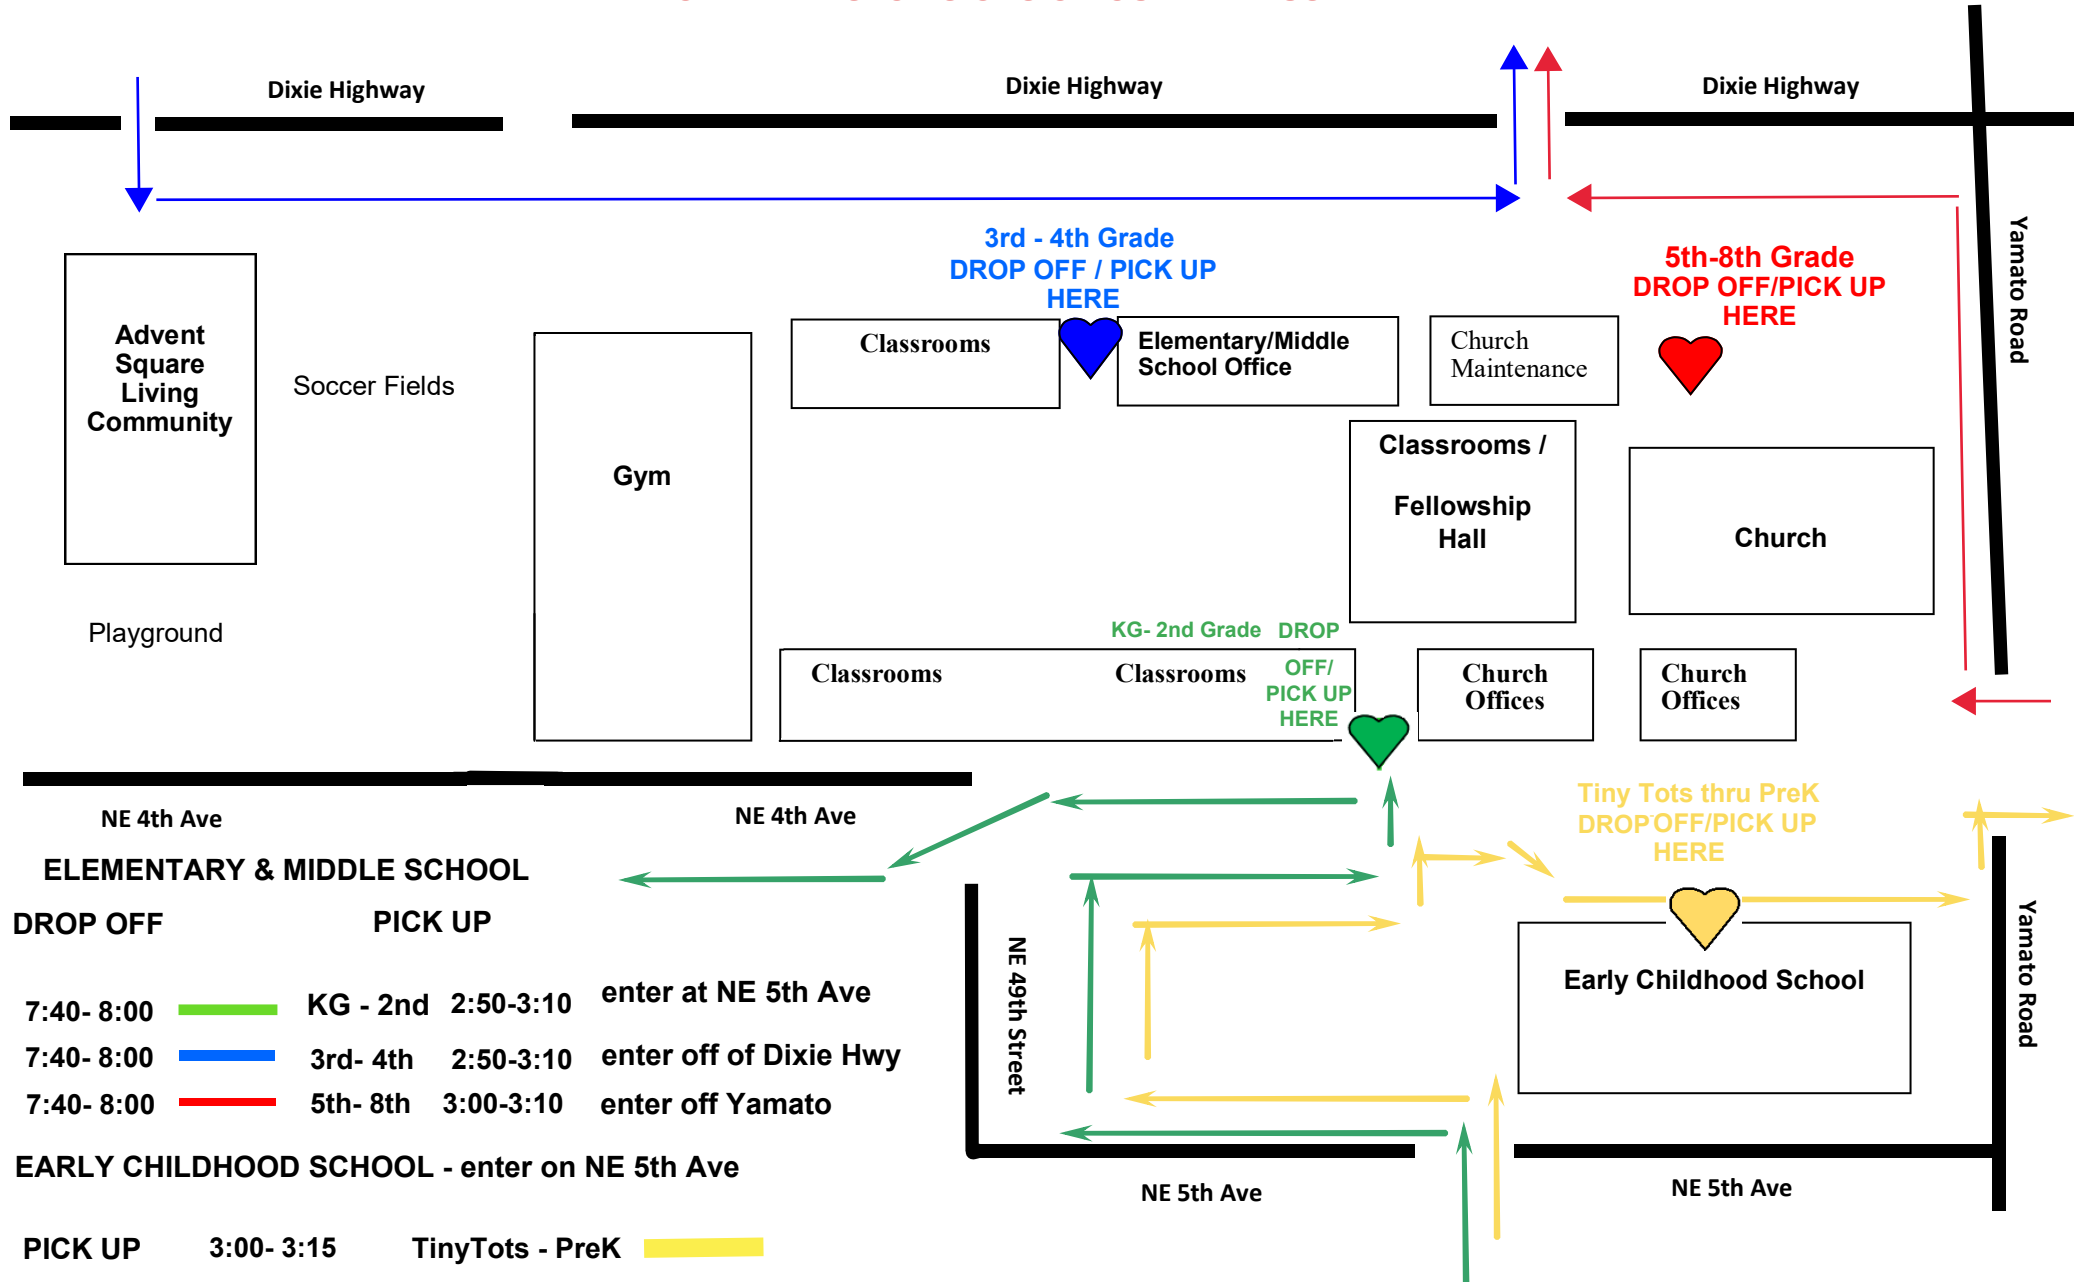 Dixie Highway
Dixie Highway
Dixie Highway
3rd - 4th Grade
DROP OFF / PICK UP
HERE
5th-8th Grade
DROP OFF/PICK UP
HERE
Yamato Road
Advent
Square
Living
Community
Soccer Fields
Gym
Classrooms
Elementary/Middle
School Office
Church
Maintenance
Classrooms /
Fellowship
Hall
Church
Playground
KG- 2nd Grade DROP
OFF/
PICK UP
HERE
Classrooms
Classrooms
Church
Offices
Church
Offices
NE 4th Ave
NE 4th Ave
Tiny Tots thru PreK
DROP OFF/PICK UP
HERE
Early Childhood School
Yamato Road
NE 49th Street
NE 5th Ave
NE 5th Ave
ELEMENTARY & MIDDLE SCHOOL
DROP OFF PICK UP
7:40- 8:00 KG - 2nd 2:50-3:10 enter at NE 5th Ave
7:40- 8:00 3rd- 4th 2:50-3:10 enter off of Dixie Hwy
7:40- 8:00 5th- 8th 3:00-3:10 enter off Yamato
EARLY CHILDHOOD SCHOOL - enter on NE 5th Ave
PICK UP 3:00- 3:15 TinyTots - PreK